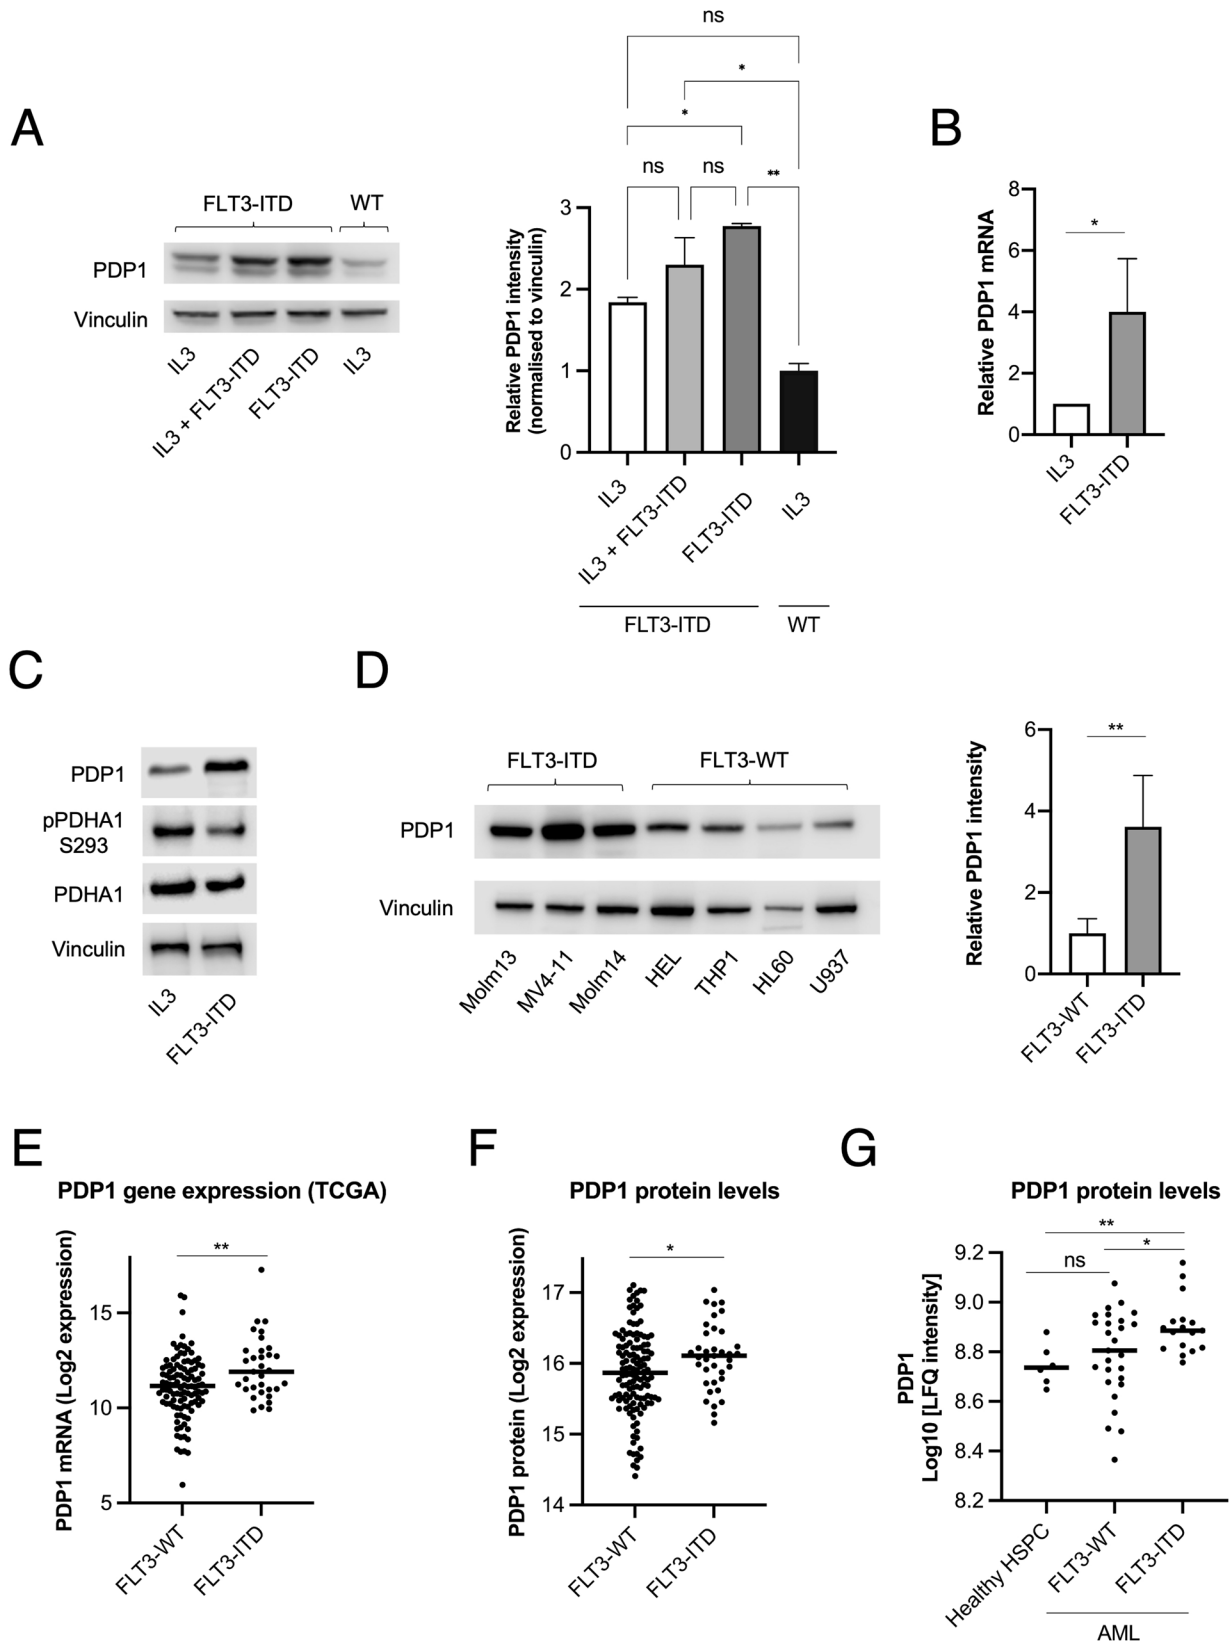 A
FLT3-ITD
WT
PDP1
Vinculin
IL3
IL3 + FLT3-ITD
FLT3-ITD
IL3
ns
*
*
ns
ns
**
Relative PDP1 intensity
(normalised to vinculin)
3
2
1
0
IL3
IL3 + FLT3-ITD
FLT3-ITD
IL3
FLT3-ITD
WT
B
Relative PDP1 mRNA
8
6
4
2
0
*
IL3
FLT3-ITD
C
PDP1
pPDHA1
S293
PDHA1
Vinculin
IL3
FLT3-ITD
D
FLT3-ITD
FLT3-WT
PDP1
Vinculin
Molm13
MV4-11
Molm14
HEL
THP1
HL60
U937
Relative PDP1 intensity
6
4
2
0
**
FLT3-WT
FLT3-ITD
E
PDP1 gene expression (TCGA)
PDP1 mRNA (Log2 expression)
**
15
10
5
FLT3-WT
FLT3-ITD
F
PDP1 protein levels
PDP1 protein (Log2 expression)
*
17
16
15
14
FLT3-WT
FLT3-ITD
G
PDP1 protein levels
PDP1
Log10 [LFQ intensity]
**
*
ns
9.2
9.0
8.8
8.6
8.4
8.2
Healthy HSPC
FLT3-WT
FLT3-ITD
AML